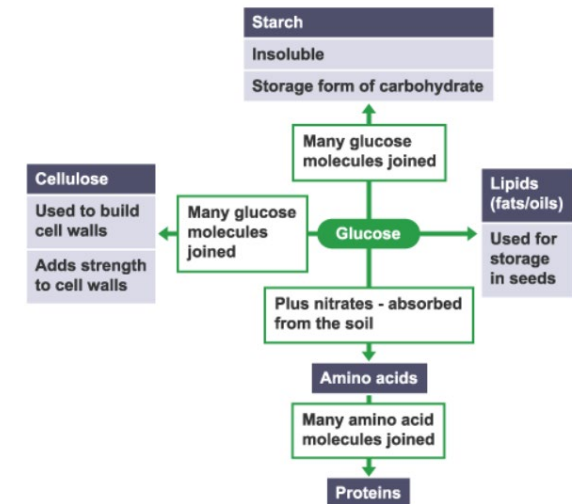 Starch
Insoluble
Storage form of carbohydrate
Many glucose
molecules joined
Cellulose
Used to build
cell walls
Adds strength
to cell walls
Many glucose
molecules
joined
Glucose
Lipids
(fats/oils)
Used for
storage
in seeds
Plus nitrates - absorbed
from the soil
Amino acids
Many amino acid
molecules joined
Proteins